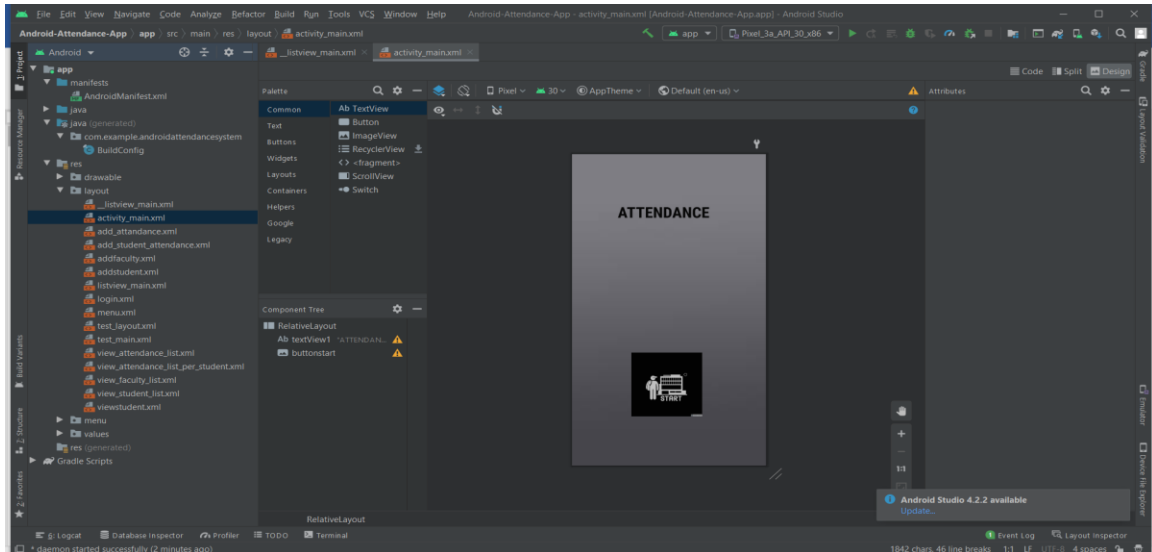 File Edit View Navigate Code Analyze Refactor Build Run Tools VCS Window Help Android-Attendance-App - activity_main.xml [Android-Attendance-App.app] - Android Studio
Android-Attendance-App app src main res layout activity_main.xml
app Pixel_3a_API_30_x86
Android
__listview_main.xml activity_main.xml
Code Split Design
1: Project
Resource Manager
Build Variants
Z: Structure
2: Favorites
app
manifests
AndroidManifest.xml
java
java (generated)
com.example.androidattendancesystem
BuildConfig
res
drawable
layout
__listview_main.xml
activity_main.xml
add_attandance.xml
add_student_attendance.xml
addfaculty.xml
addstudent.xml
listview_main.xml
login.xml
menu.xml
test_layout.xml
test_main.xml
view_attendance_list.xml
view_attendance_list_per_student.xml
view_faculty_list.xml
view_student_list.xml
viewstudent.xml
menu
values
res (generated)
Gradle Scripts
Palette
Common
Text
Buttons
Widgets
Layouts
Containers
Helpers
Google
Legacy
Ab TextView
Button
ImageView
RecyclerView
<fragment>
ScrollView
Switch
Component Tree
RelativeLayout
Ab textView1 "ATTENDAN...
buttonstart
Pixel 30 AppTheme Default (en-us)
ATTENDANCE
START
1:1
Attributes
Gradle
Layout Validation
Emulator
Device File Explorer
Android Studio 4.2.2 available
Update...
RelativeLayout
6: Logcat Database Inspector Profiler TODO Terminal
Event Log Layout Inspector
* daemon started successfully (2 minutes ago)
1842 chars, 46 line breaks 1:1 LF UTF-8 4 spaces